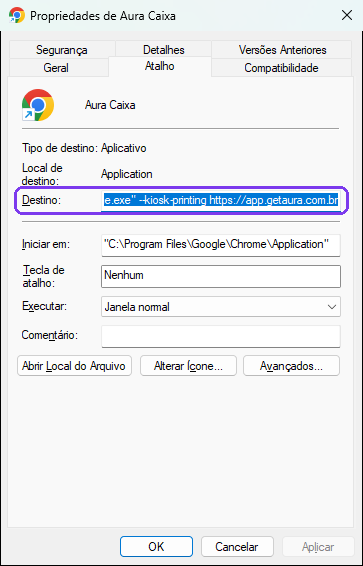 Propriedades de Aura Caixa
Segurança Detalhes Versões Anteriores
Geral Atalho Compatibilidade
Aura Caixa
Tipo de destino: Aplicativo
Local de destino: Application
Destino: e.exe" --kiosk-printing https://app.getaura.com.br
Iniciar em: "C:\Program Files\Google\Chrome\Application"
Tecla de atalho: Nenhum
Executar: Janela normal
Comentário:
Abrir Local do Arquivo Alterar Ícone... Avançados...
OK Cancelar Aplicar